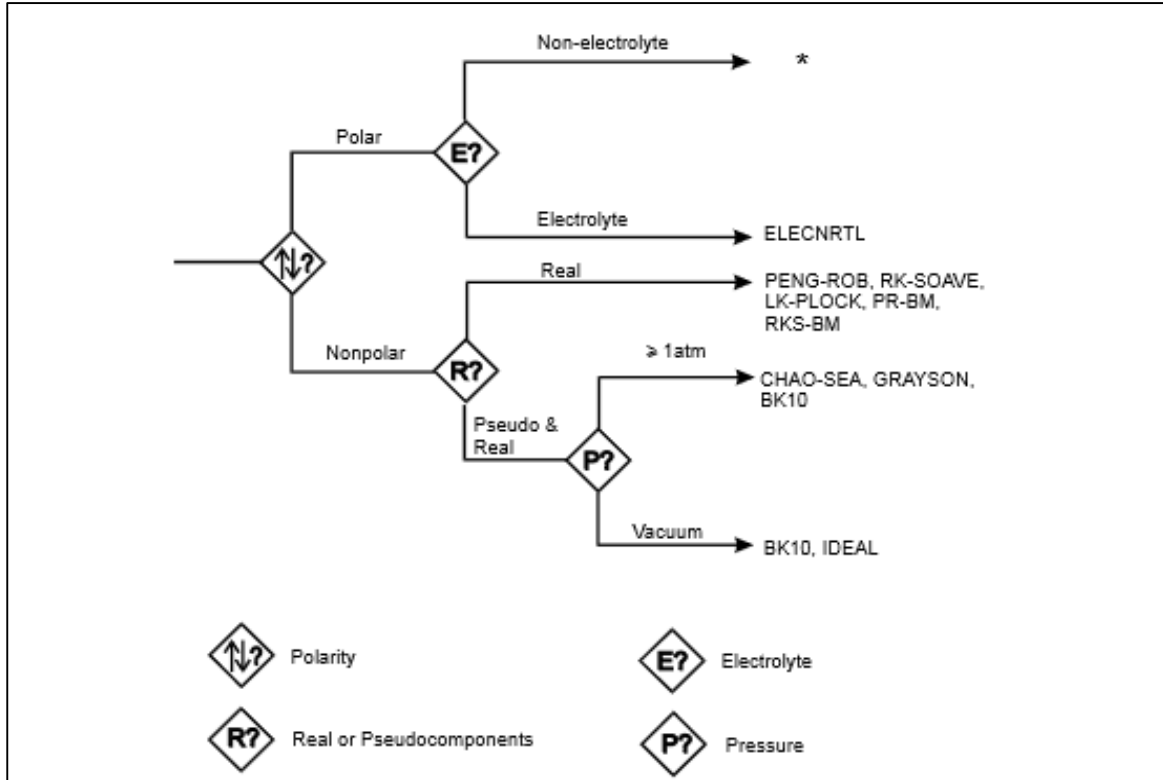 Non-electrolyte
*
Polar
E?
Electrolyte
ELECNRTL
⇅?
Real
PENG-ROB, RK-SOAVE,
LK-PLOCK, PR-BM,
RKS-BM
Nonpolar
R?
⩾ 1atm
CHAO-SEA, GRAYSON,
BK10
Pseudo &
Real
P?
Vacuum
BK10, IDEAL
⇅? Polarity
E? Electrolyte
R? Real or Pseudocomponents
P? Pressure